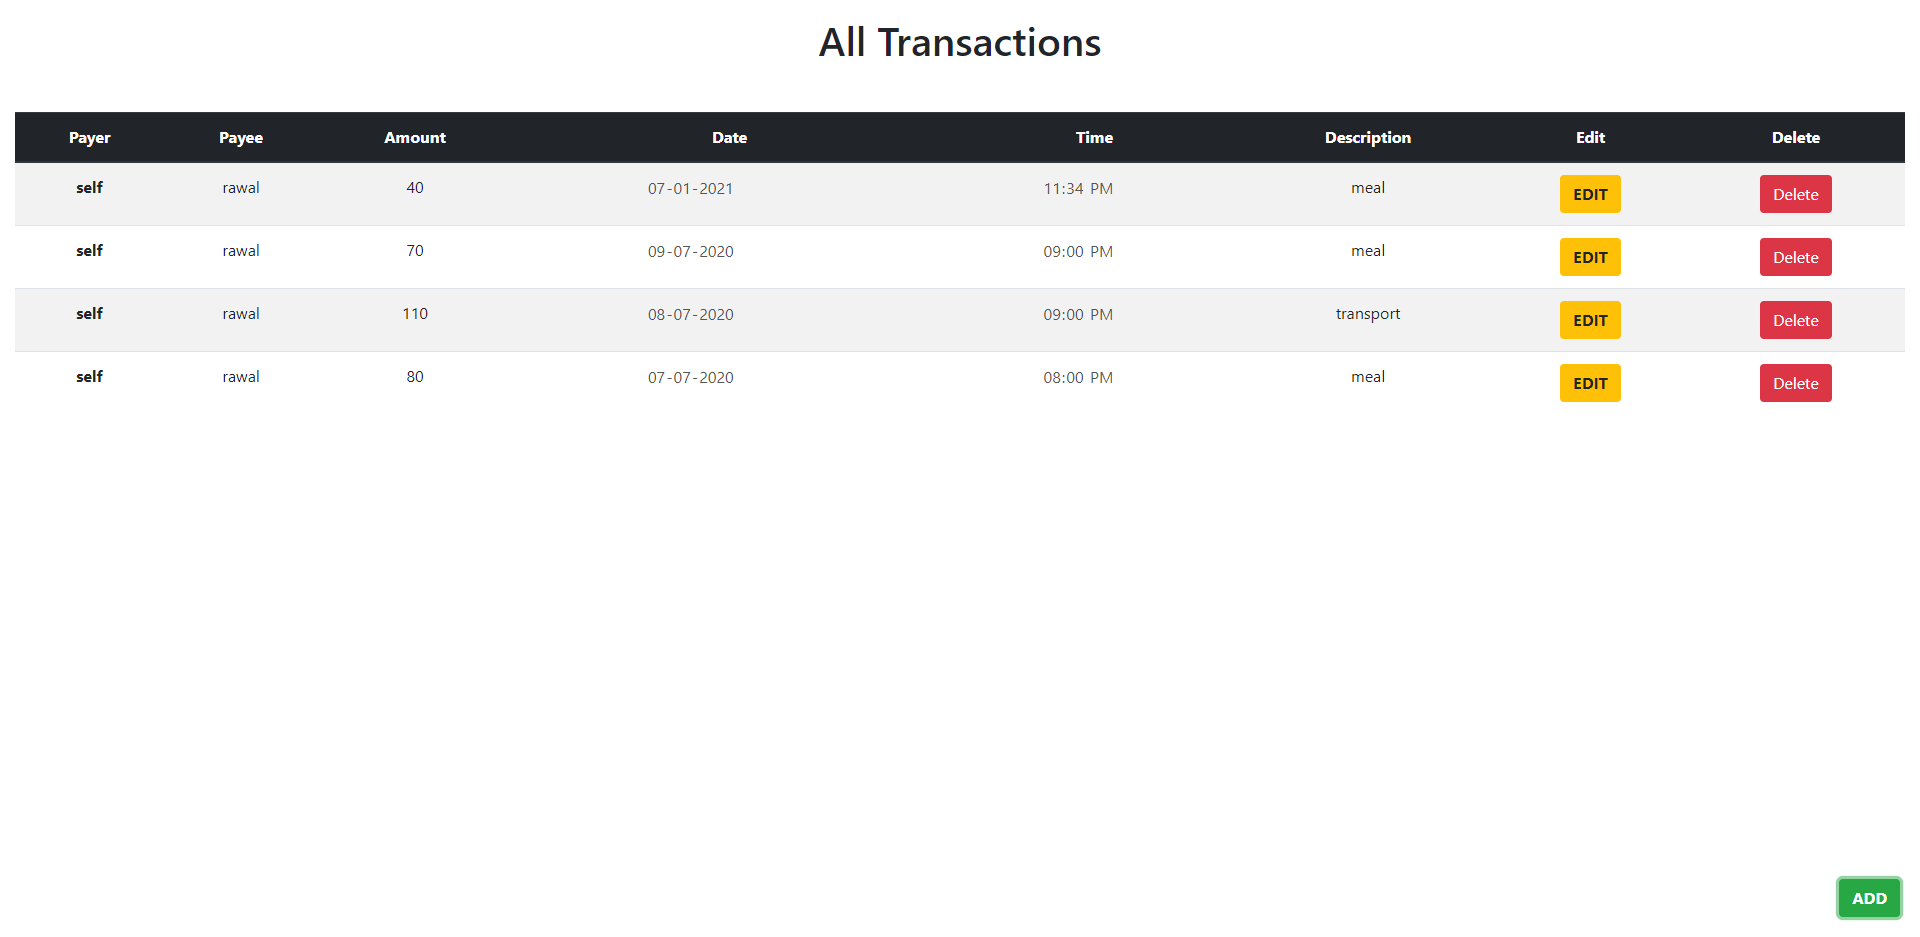 All Transactions
Payer Payee Amount Date Time Description Edit Delete
self rawal 40 07-01-2021 11:34 PM meal EDIT Delete
self rawal 70 09-07-2020 09:00 PM meal EDIT Delete
self rawal 110 08-07-2020 09:00 PM transport EDIT Delete
self rawal 80 07-07-2020 08:00 PM meal EDIT Delete
ADD